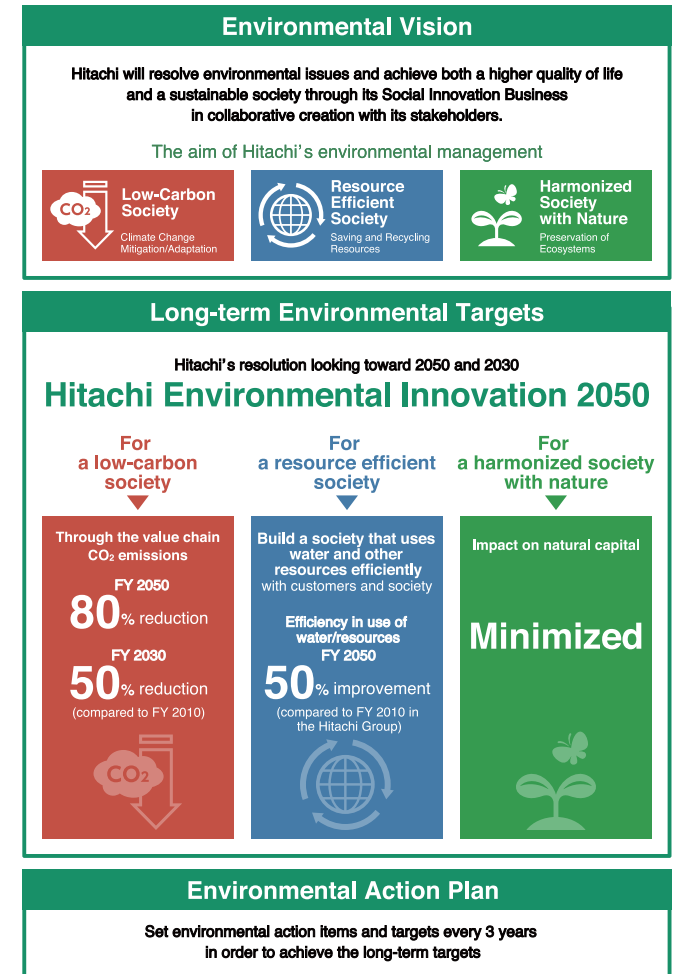 Environmental Vision
Hitachi will resolve environmental issues and achieve both a higher quality of life
and a sustainable society through its Social Innovation Business
in collaborative creation with its stakeholders.
The aim of Hitachi's environmental management
CO₂
Low-Carbon
Society
Climate Change
Mitigation/Adaptation
Resource
Efficient
Society
Saving and Recycling
Resources
Harmonized
Society
with Nature
Preservation of
Ecosystems
Long-term Environmental Targets
Hitachi's resolution looking toward 2050 and 2030
Hitachi Environmental Innovation 2050
For
a low-carbon
society
Through the value chain
CO₂ emissions
FY 2050
80% reduction
FY 2030
50% reduction
(compared to FY 2010)
CO₂
For
a resource efficient
society
Build a society that uses
water and other
resources efficiently
with customers and society
Efficiency in use of
water/resources
FY 2050
50% improvement
(compared to FY 2010 in
the Hitachi Group)
For
a harmonized society
with nature
Impact on natural capital
Minimized
Environmental Action Plan
Set environmental action items and targets every 3 years
in order to achieve the long-term targets